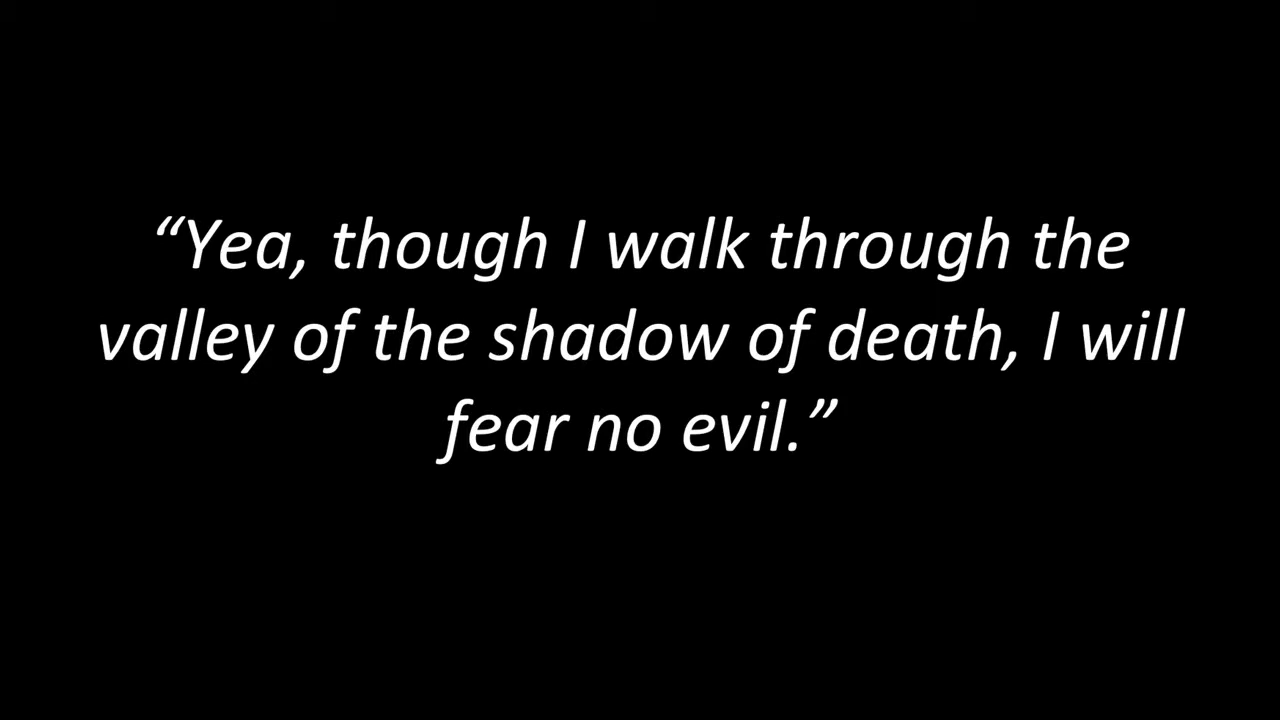 “Yea, though I walk through the
valley of the shadow of death, I will
fear no evil.”